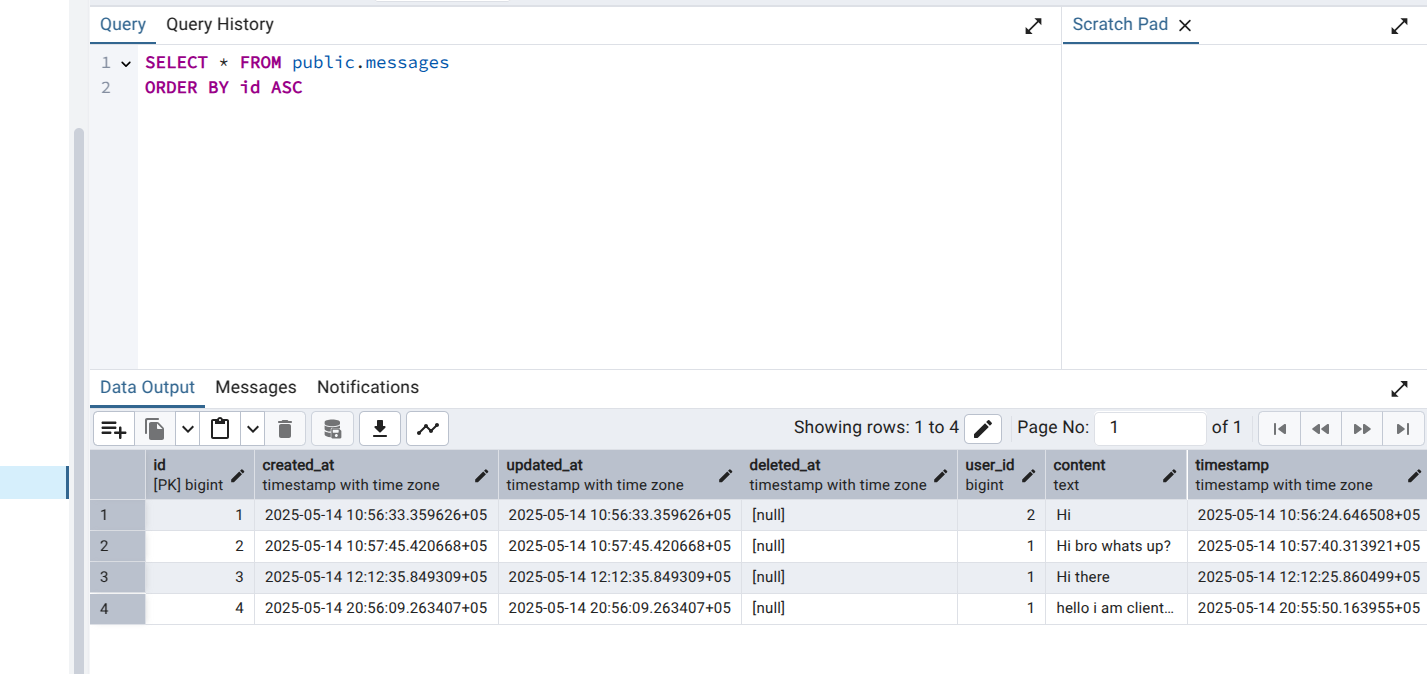 Query Query History Scratch Pad
1 SELECT * FROM public.messages
2 ORDER BY id ASC
Data Output Messages Notifications
Showing rows: 1 to 4 Page No: 1 of 1
id created_at updated_at deleted_at user_id content timestamp
[PK] bigint timestamp with time zone timestamp with time zone timestamp with time zone bigint text timestamp with time zone
1 1 2025-05-14 10:56:33.359626+05 2025-05-14 10:56:33.359626+05 [null] 2 Hi 2025-05-14 10:56:24.646508+05
2 2 2025-05-14 10:57:45.420668+05 2025-05-14 10:57:45.420668+05 [null] 1 Hi bro whats up? 2025-05-14 10:57:40.313921+05
3 3 2025-05-14 12:12:35.849309+05 2025-05-14 12:12:35.849309+05 [null] 1 Hi there 2025-05-14 12:12:25.860499+05
4 4 2025-05-14 20:56:09.263407+05 2025-05-14 20:56:09.263407+05 [null] 1 hello i am client… 2025-05-14 20:55:50.163955+05